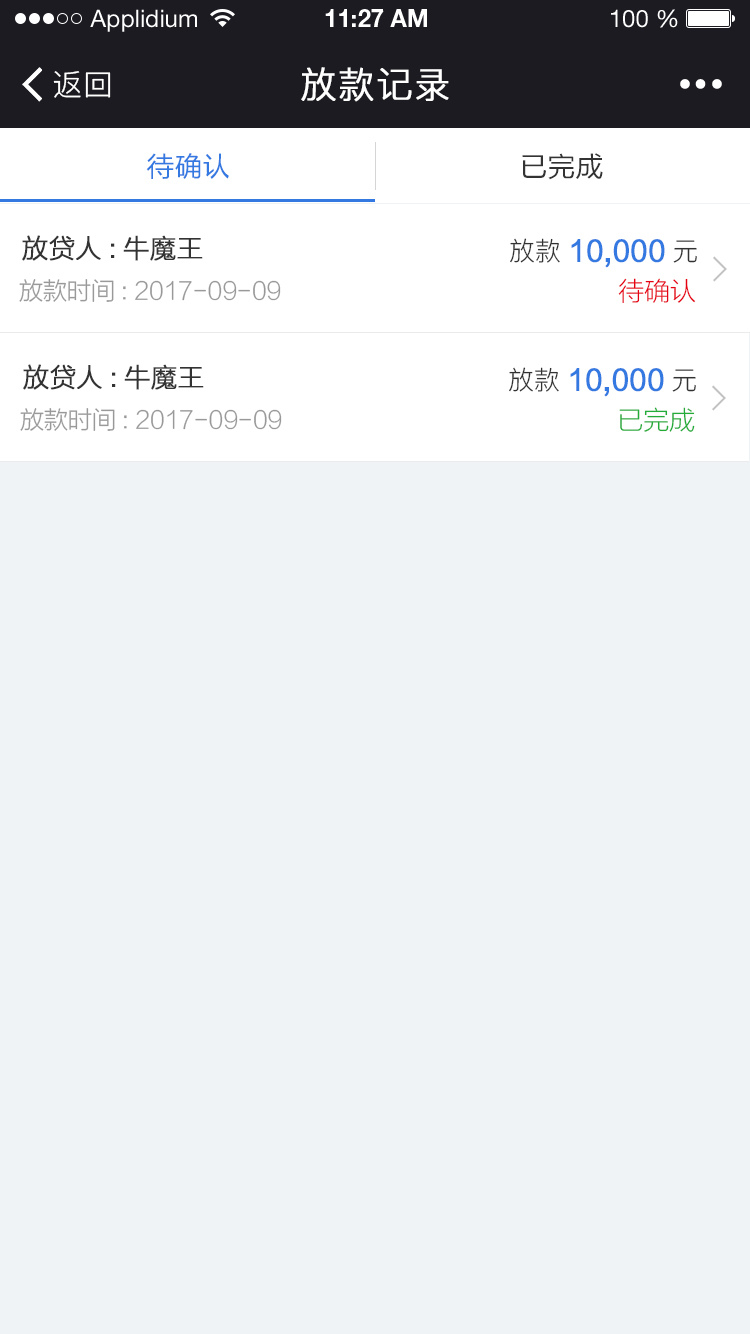 Applidium 11:27 AM 100 %
返回 放款记录
待确认 已完成
放贷人 : 牛魔王 放款 10,000 元
放款时间 : 2017-09-09 待确认
放贷人 : 牛魔王 放款 10,000 元
放款时间 : 2017-09-09 已完成